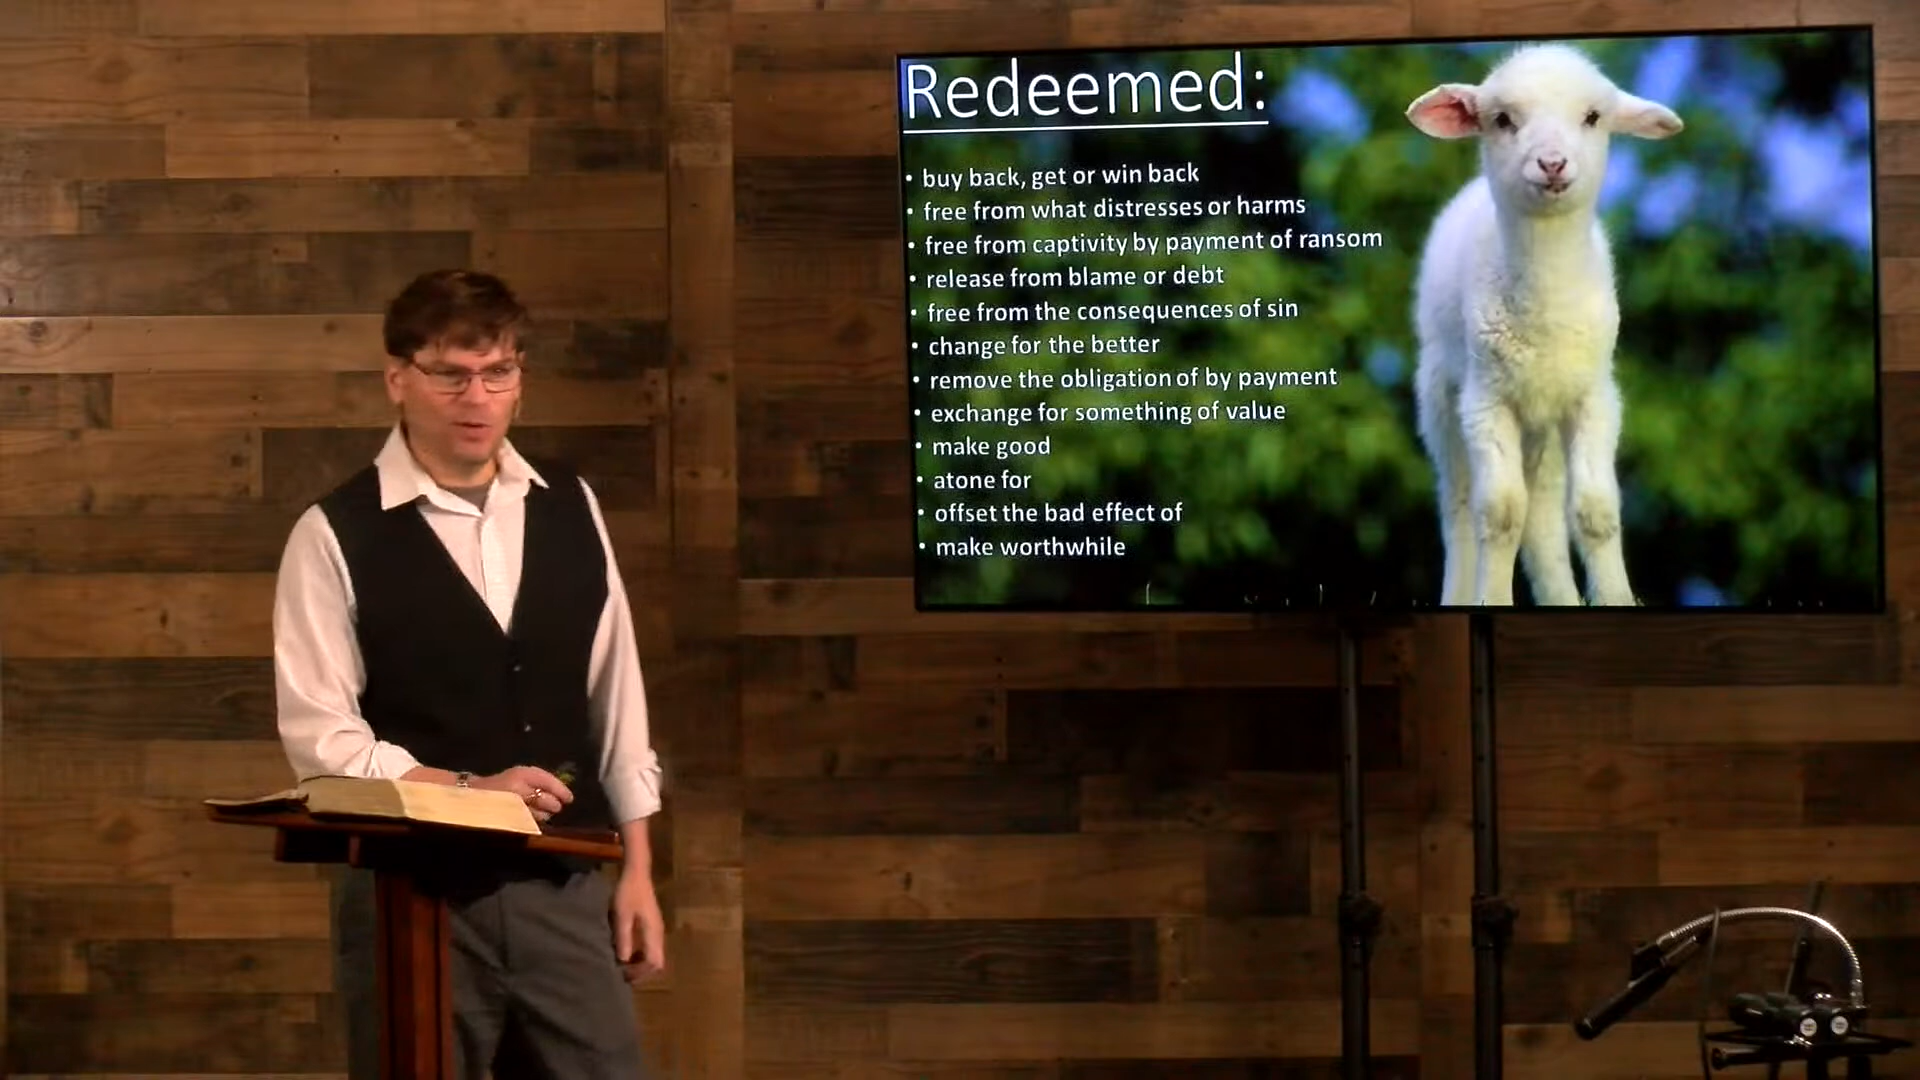 Redeemed:
• buy back, get or win back
• free from what distresses or harms
• free from captivity by payment of ransom
• release from blame or debt
• free from the consequences of sin
• change for the better
• remove the obligation of by payment
• exchange for something of value
• make good
• atone for
• offset the bad effect of
• make worthwhile